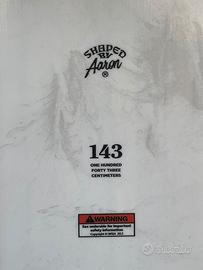 SHAPED
BY
Aaron
®
143
ONE HUNDRED
FORTY THREE
CENTIMETERS
WARNING
See underside for important
safety information